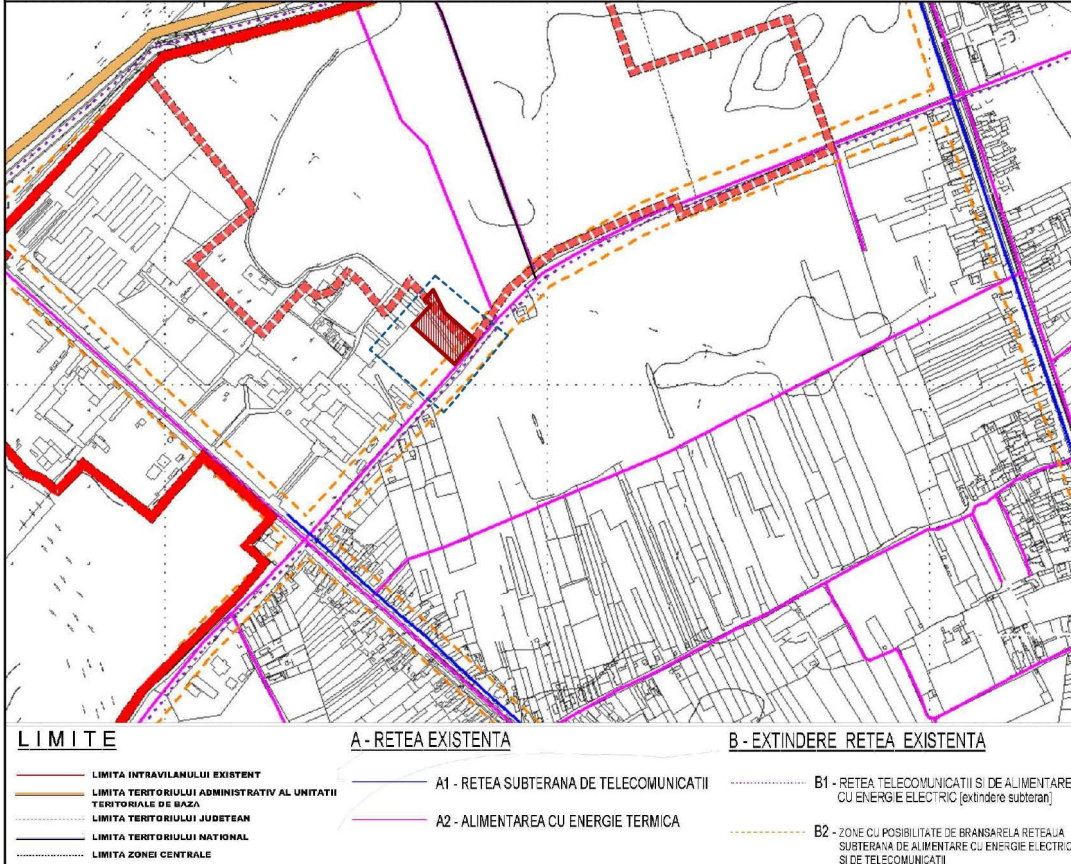 LIMITE
LIMITA INTRAVILANULUI EXISTENT
LIMITA TERITORIULUI ADMINISTRATIV AL UNITATII
TERITORIALE DE BAZA
LIMITA TERITORIULUI JUDETEAN
LIMITA TERITORIULUI NATIONAL
LIMITA ZONEI CENTRALE
A - RETEA EXISTENTA
A1 - RETEA SUBTERANA DE TELECOMUNICATII
A2 - ALIMENTAREA CU ENERGIE TERMICA
B - EXTINDERE RETEA EXISTENTA
B1 - RETEA TELECOMUNICATII SI DE ALIMENTARE
CU ENERGIE ELECTRIC [extindere subteran]
B2 - ZONE CU POSIBILITATE DE BRANSARELA RETEAUA
SUBTERANA DE ALIMENTARE CU ENERGIE ELECTRIC
SI DE TELECOMUNICATII